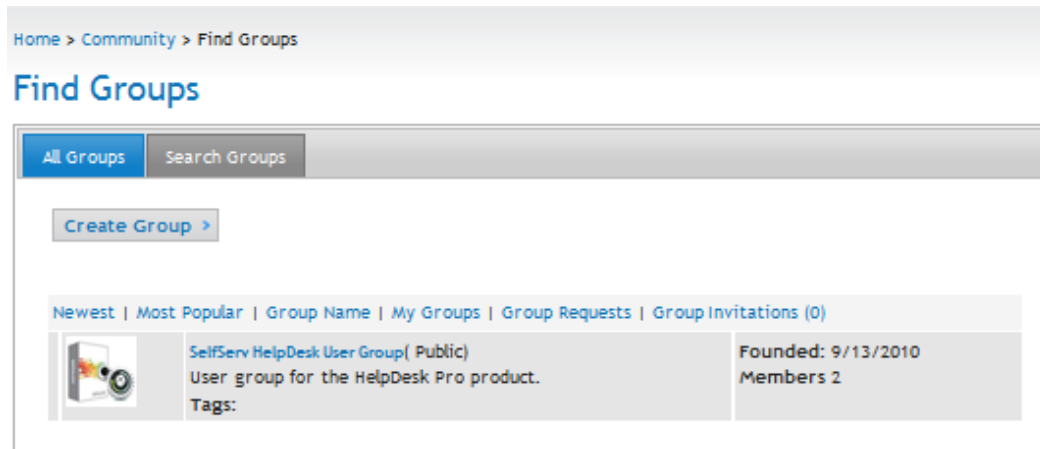 Home > Community > Find Groups
Find Groups
All Groups
Search Groups
Create Group >
Newest | Most Popular | Group Name | My Groups | Group Requests | Group Invitations (0)
SelfServ HelpDesk User Group( Public)
User group for the HelpDesk Pro product.
Tags:
Founded: 9/13/2010
Members 2